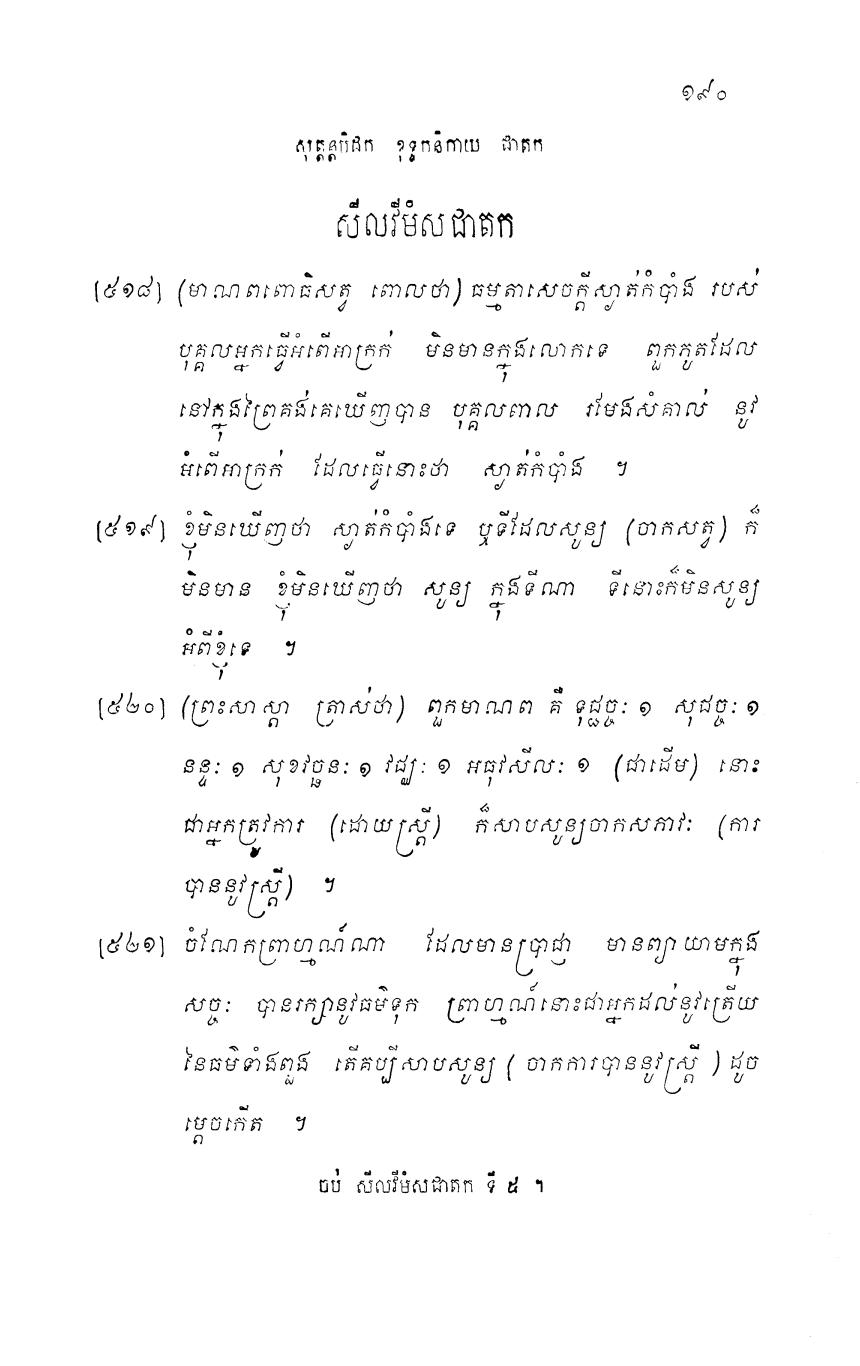 ១៩០
សុត្តន្តបិដក ខុទ្ទកនិកាយ ជាតក
សីលវីមំសជាតក
[៥១៨] (មាណពពោធិសត្វ ពោលថា) ធម្មតាសេចក្តីស្ងាត់កំបាំង របស់
បុគ្គលអ្នកធ្វើអំពើអាក្រក់ មិនមានក្នុងលោកទេ ពួកភូតដែល
នៅក្នុងព្រៃគង់គេឃើញបាន បុគ្គលពាល រមែងសំគាល់ នូវ
អំពើអាក្រក់ ដែលធ្វើនោះថា ស្ងាត់កំបាំង ។
[៥១៩] ខ្ញុំមិនឃើញថា ស្ងាត់កំបាំងទេ ឬទីដែលសូន្យ (ចាកសត្វ) ក៏
មិនមាន ខ្ញុំមិនឃើញថា សូន្យ ក្នុងទីណា ទីនោះក៏មិនសូន្យ
អំពីខ្ញុំទេ ។
[៥២០] (ព្រះសាស្តា ត្រាស់ថា) ពួកមាណព គឺ ទុដ្ឋច្ចៈ ១ សុជច្ចៈ ១
នន្ទៈ ១ សុខវច្ឆនៈ ១ វជ្ឈៈ ១ អធុវសីលៈ ១ (ជាដើម) នោះ
ជាអ្នកត្រូវការ (ដោយស្ត្រី) ក៏សាបសូន្យចាកសភាវៈ (ការ
បាននូវស្ត្រី) ។
[៥២១] ចំណែកព្រាហ្មណ៍ណា ដែលមានប្រាជ្ញា មានព្យាយាមក្នុង
សច្ចៈ បានរក្សានូវធម៌ទុក ព្រាហ្មណ៍នោះជាអ្នកដល់នូវត្រើយ
នៃធម៌ទាំងពួង តើគប្បីសាបសូន្យ (ចាកការបាននូវស្ត្រី) ដូច
ម្តេចកើត ។
ចប់ សីលវីមំសជាតក ទី ៥ ។